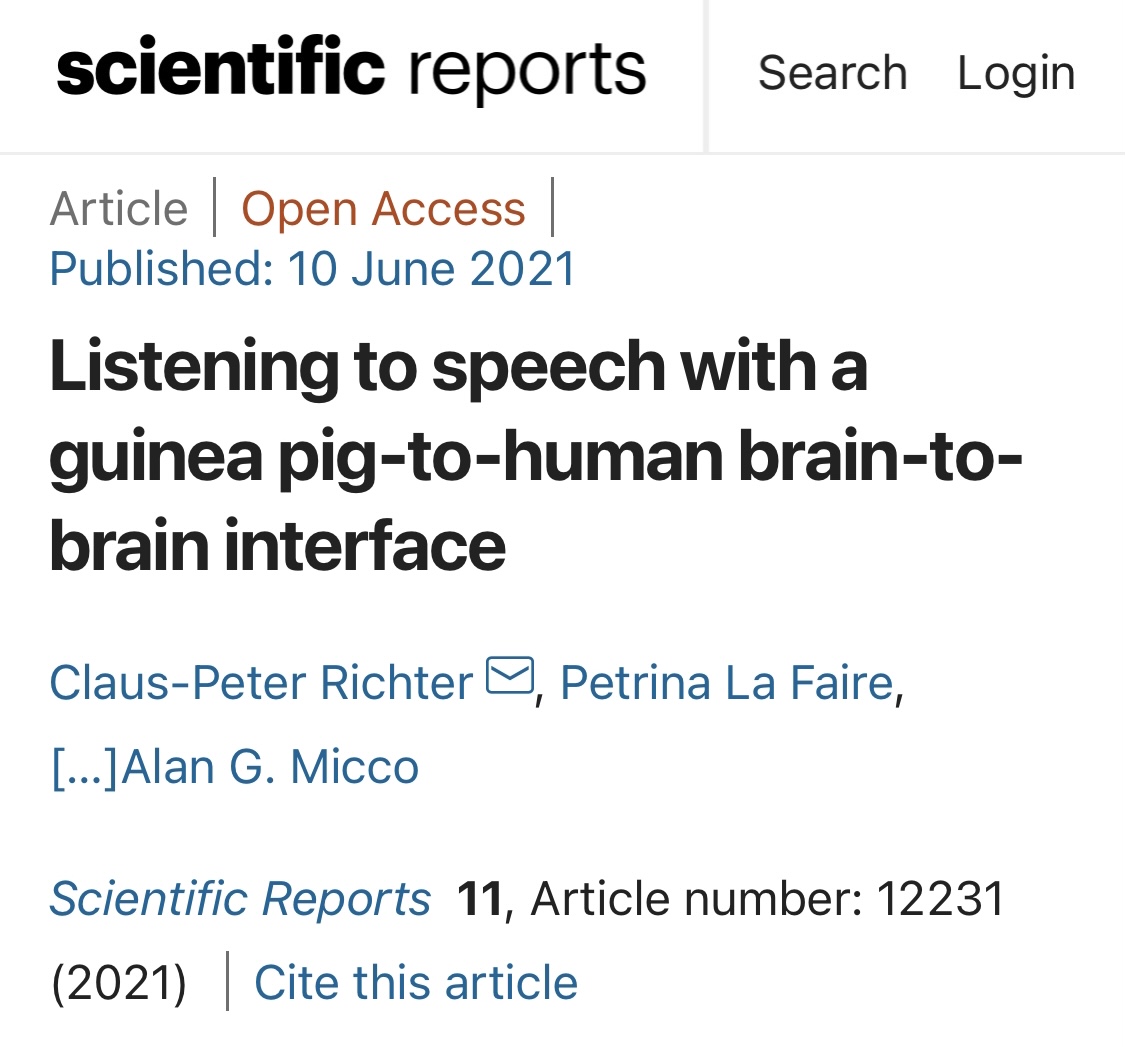 scientific reports
Search Login
Article | Open Access |
Published: 10 June 2021
Listening to speech with a
guinea pig-to-human brain-to-
brain interface
Claus-Peter Richter, Petrina La Faire,
[...]Alan G. Micco
Scientific Reports 11, Article number: 12231
(2021) | Cite this article